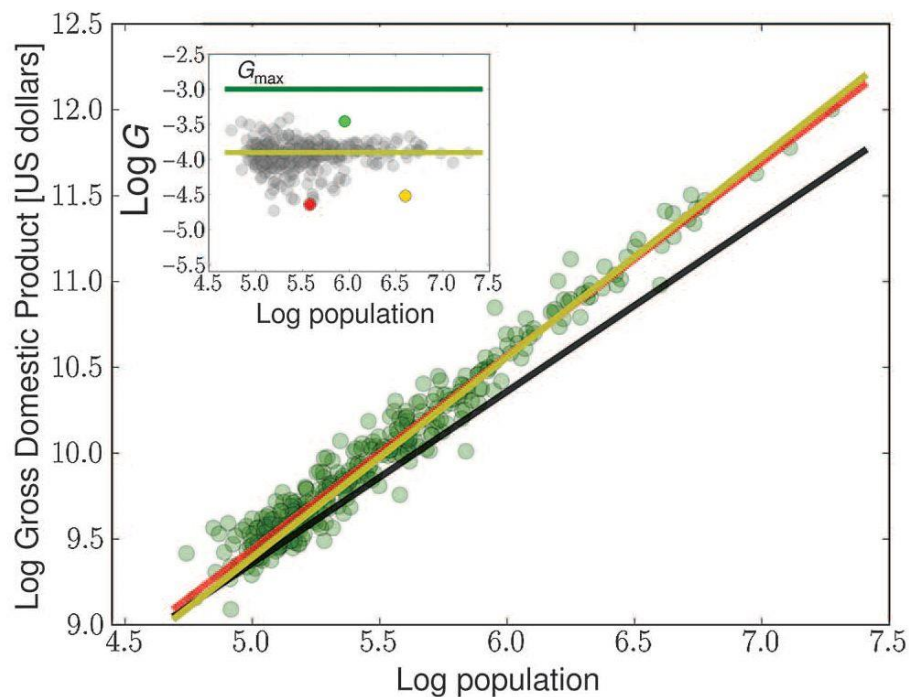 Log Gross Domestic Product [US dollars]
12.5
12.0
11.5
11.0
10.5
10.0
9.5
9.0
4.5 5.0 5.5 6.0 6.5 7.0 7.5
Log population
Log G
-2.5
-3.0
-3.5
-4.0
-4.5
-5.0
-5.5
G max
4.5 5.0 5.5 6.0 6.5 7.0 7.5
Log population